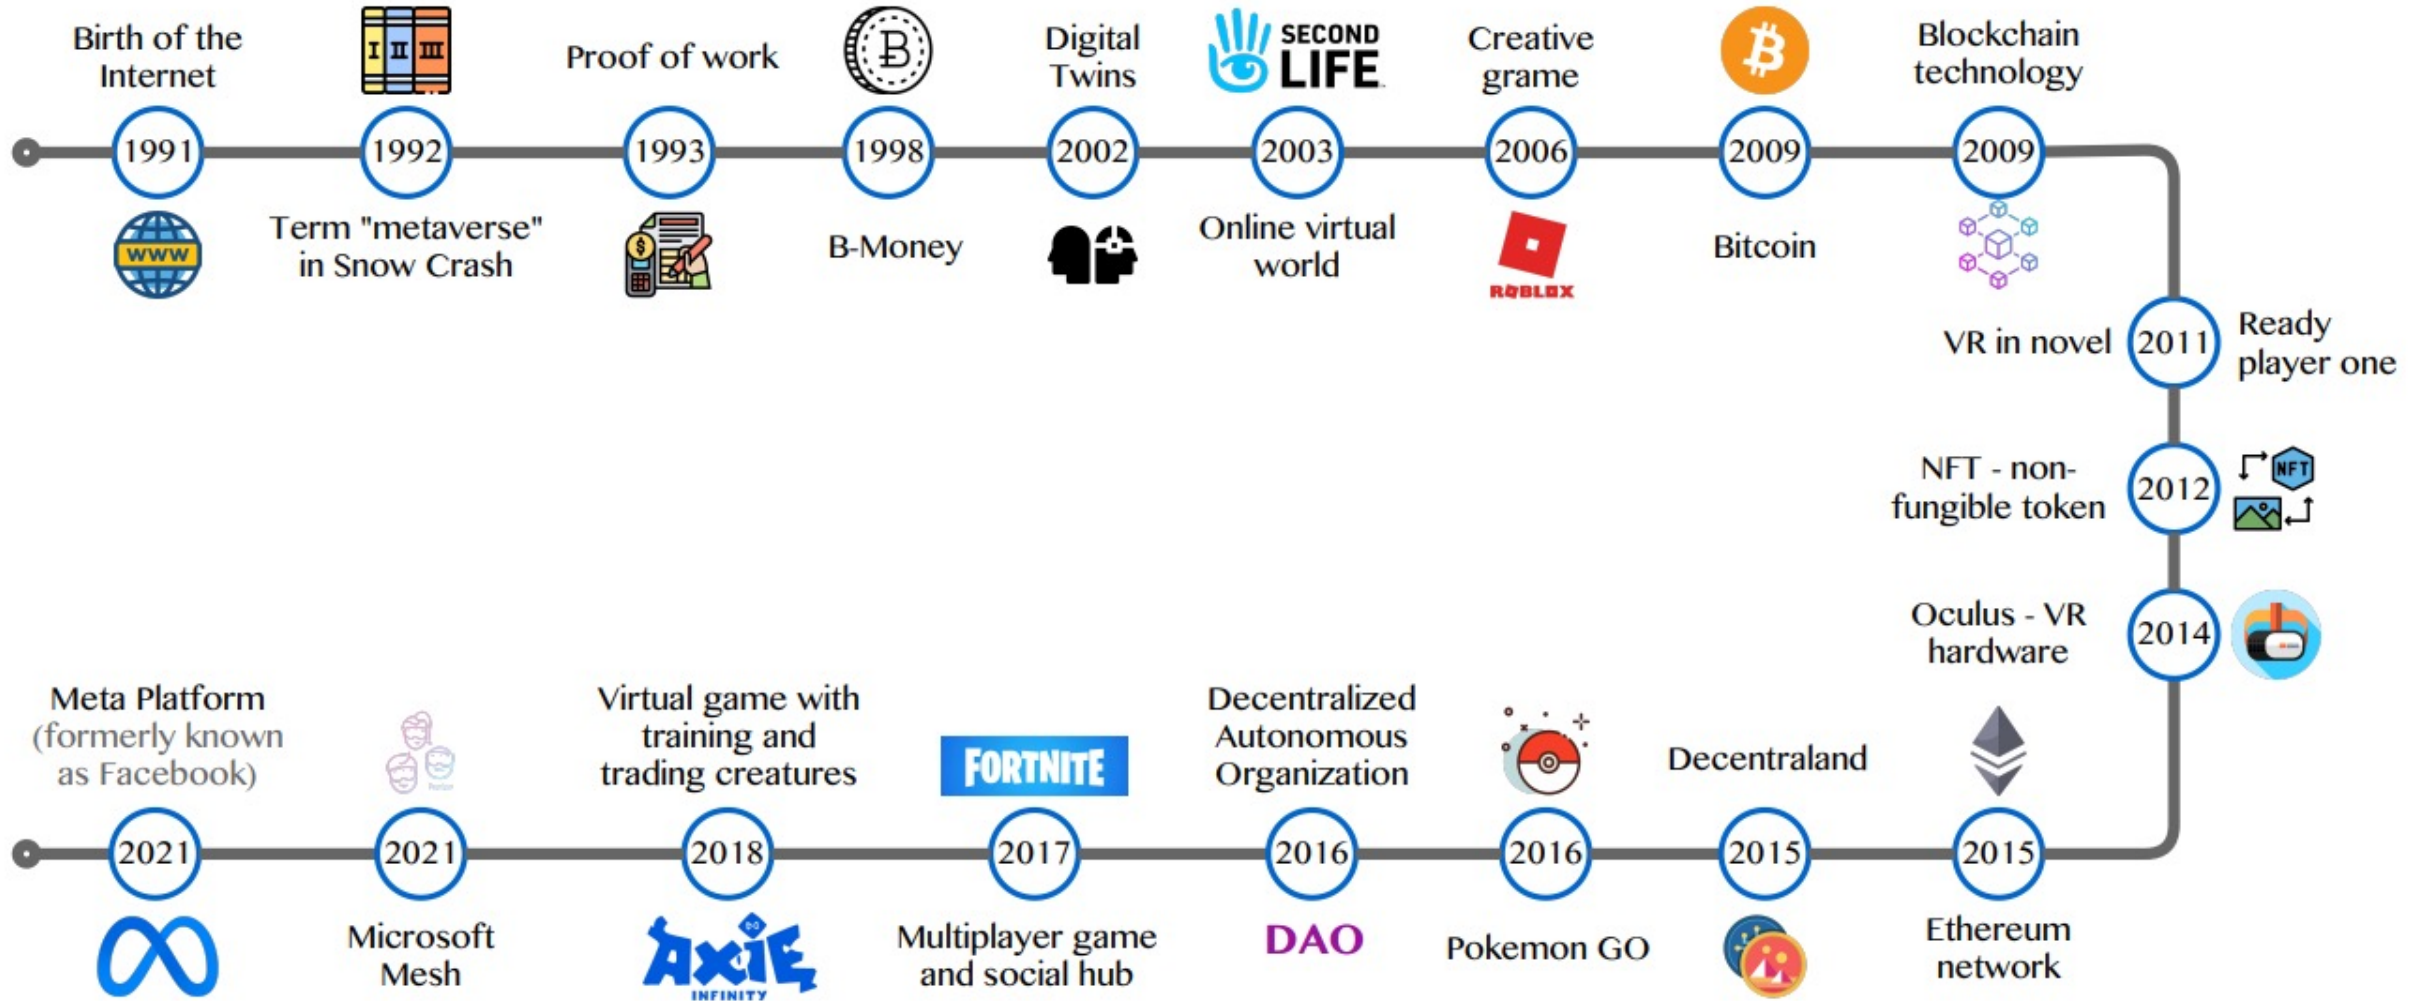 Birth of the
Internet
1991
WWW
I II III
1992
Term "metaverse"
in Snow Crash
Proof of work
1993
$
B
1998
B-Money
Digital
Twins
2002
SECOND
LIFE
2003
Online virtual
world
Creative
grame
2006
ROBLOX
2009
Bitcoin
Blockchain
technology
2009
VR in novel
2011
Ready
player one
NFT - non-
fungible token
2012
NFT
Oculus - VR
hardware
2014
2015
Ethereum
network
Decentraland
2015
2016
Pokemon GO
Decentralized
Autonomous
Organization
2016
DAO
FORTNITE
2017
Multiplayer game
and social hub
Virtual game with
training and
trading creatures
2018
AXIE
INFINITY
2021
Microsoft
Mesh
Meta Platform
(formerly known
as Facebook)
2021